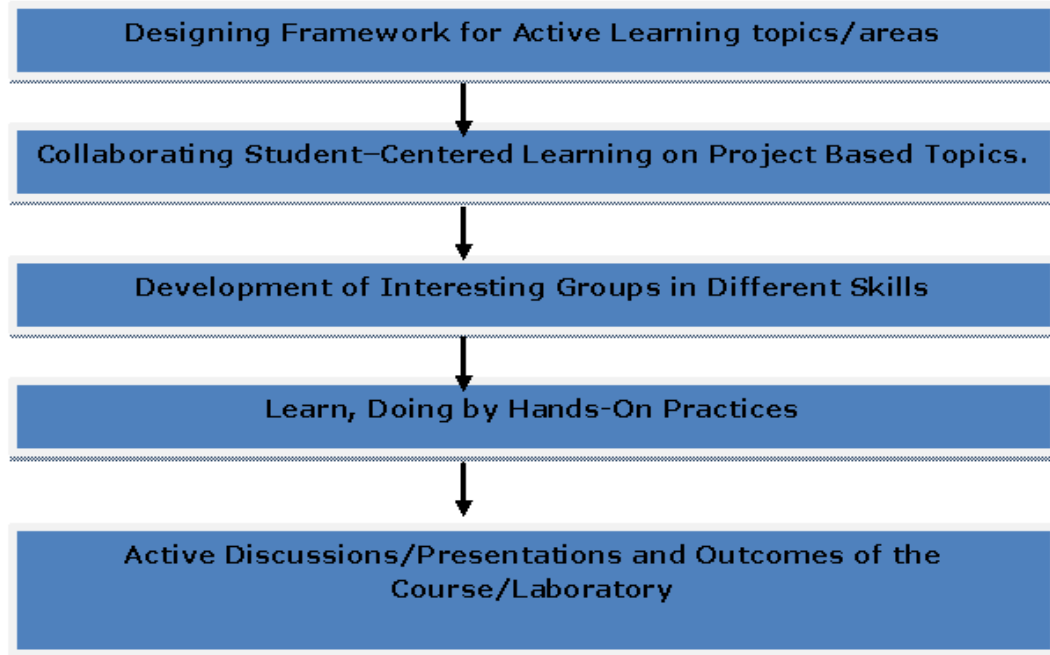 Designing Framework for Active Learning topics/areas
Collaborating Student–Centered Learning on Project Based Topics.
Development of Interesting Groups in Different Skills
Learn, Doing by Hands-On Practices
Active Discussions/Presentations and Outcomes of the
Course/Laboratory